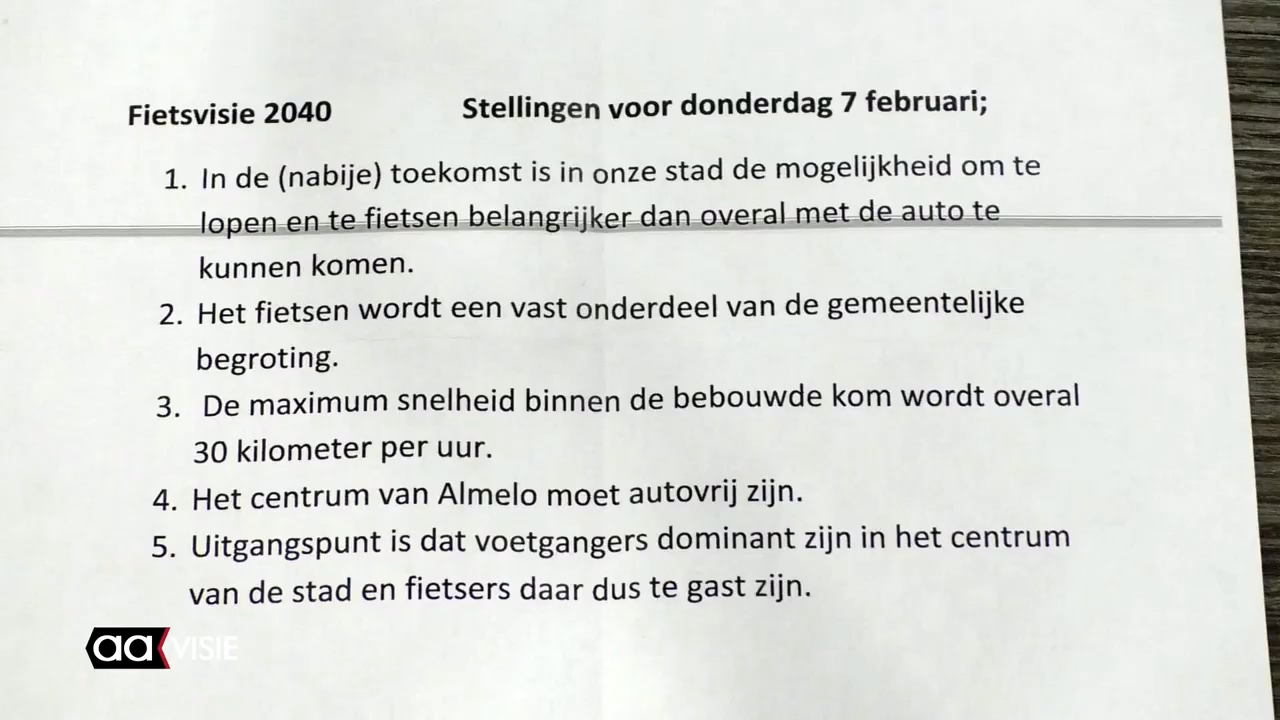 Fietsvisie 2040 Stellingen voor donderdag 7 februari;
1. In de (nabije) toekomst is in onze stad de mogelijkheid om te
lopen en te fietsen belangrijker dan overal met de auto te
kunnen komen.
2. Het fietsen wordt een vast onderdeel van de gemeentelijke
begroting.
3. De maximum snelheid binnen de bebouwde kom wordt overal
30 kilometer per uur.
4. Het centrum van Almelo moet autovrij zijn.
5. Uitgangspunt is dat voetgangers dominant zijn in het centrum
van de stad en fietsers daar dus te gast zijn.
aa VISIE